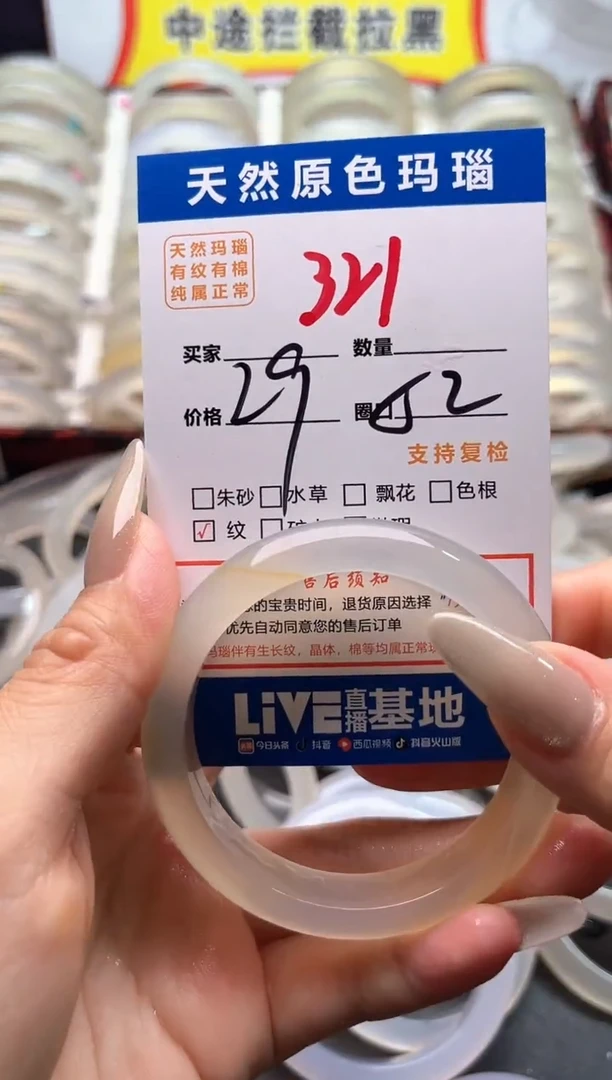 中途拦截拉黑
天然原色玛瑙
天然玛瑙
有纹有棉
纯属正常
321
买家 数量
价格 29 圈口 52
支持复检
朱砂 水草 飘花 色根
√ 纹
售后须知
的宝贵时间，退货原因选择
优先自动同意您的售后订单
玛瑙伴有生长纹，晶体，棉等均属正常
LiVE直播基地
今日头条 抖音 西瓜视频 抖音火山版